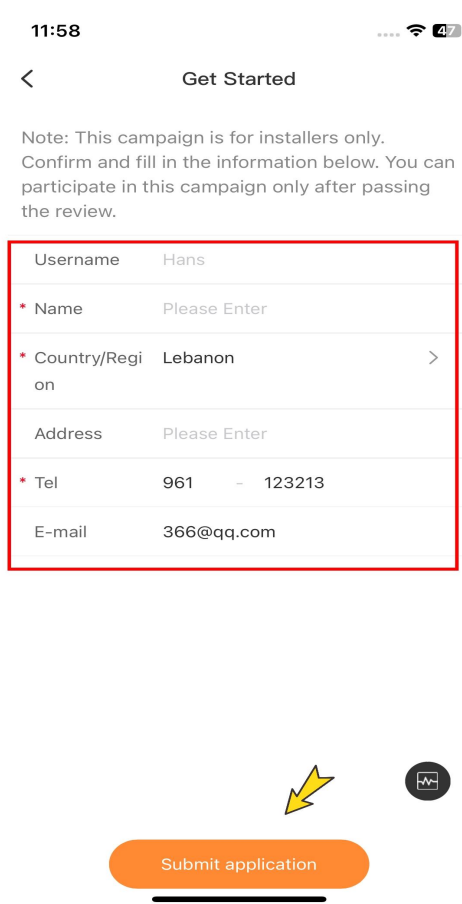 11:58
47
Get Started
Note: This campaign is for installers only.
Confirm and fill in the information below. You can
participate in this campaign only after passing
the review.
Username Hans
* Name Please Enter
* Country/Regi Lebanon
on
Address Please Enter
* Tel 961 - 123213
E-mail 366@qq.com
Submit application